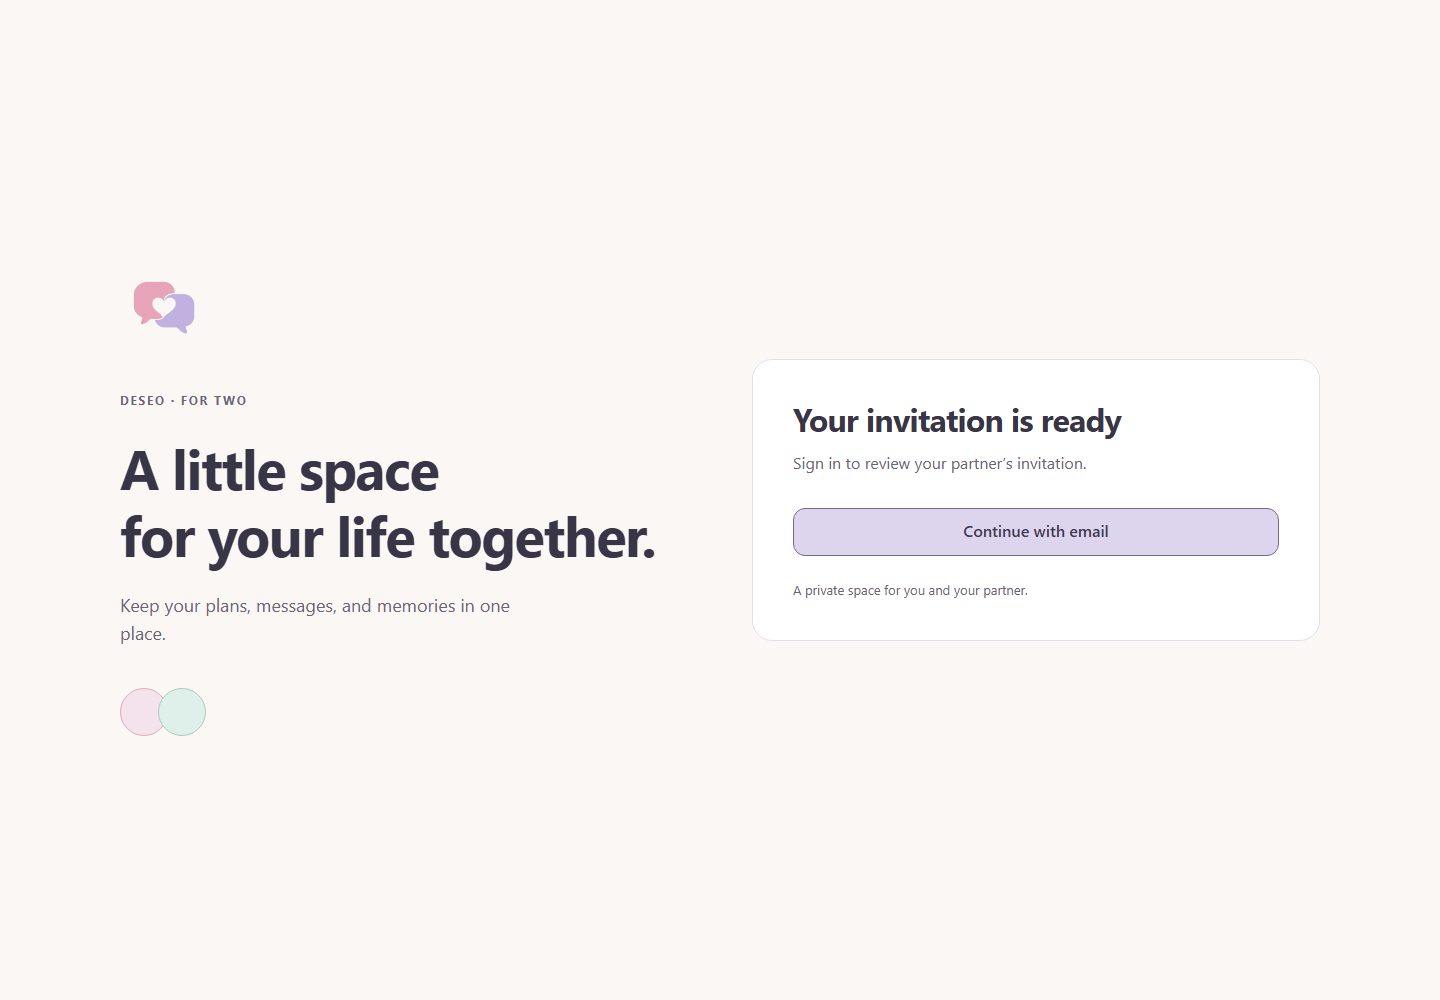 DESEO · FOR TWO
A little space
for your life together.
Keep your plans, messages, and memories in one
place.
Your invitation is ready
Sign in to review your partner’s invitation.
Continue with email
A private space for you and your partner.